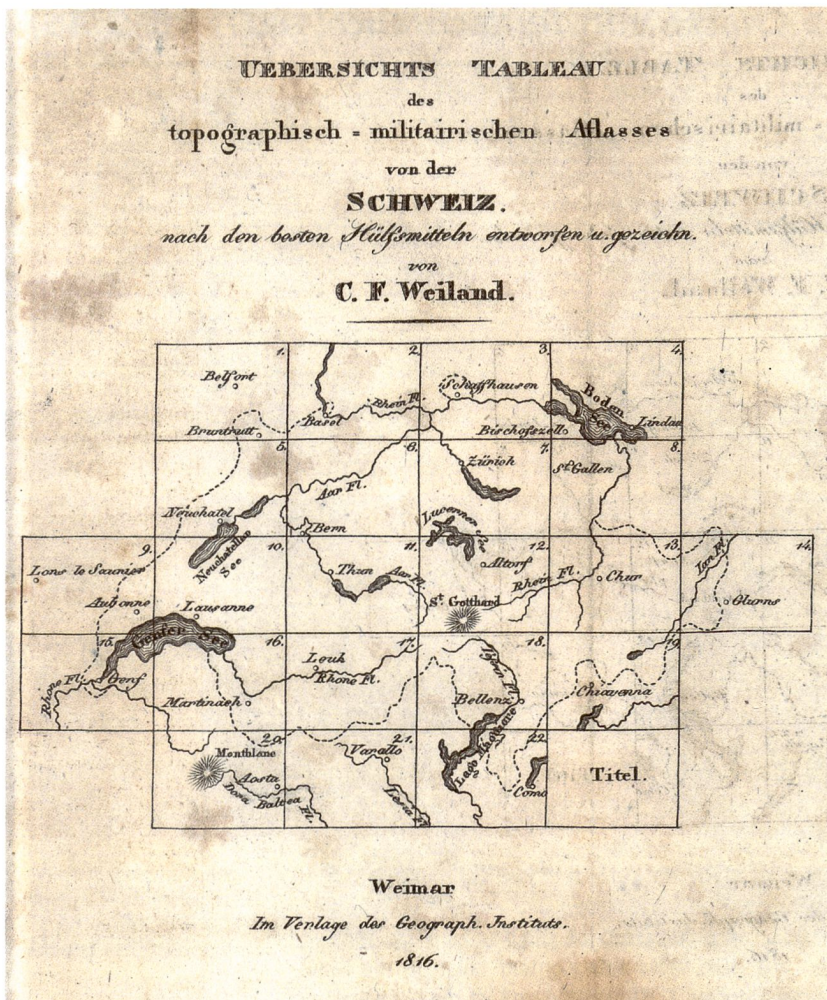 UEBERSICHTS TABLEAU
des
topographisch = militairischen Atlasses
von der
SCHWEIZ.
nach den besten Hülfsmitteln entworfen u. gezeichn.
von
C. F. Weiland.
1. 2. 3. 4.
Belfort
Schaffhausen
Boden See
Rhein Fl.
Basel
Lindau
Bruntrutt
Bischofszell
5. 6. 7. 8.
Zürich
St Gallen
Aar Fl.
Neuchatel
Lucerner See
Bern
Neuchateller See
9. 10. 11. 12. 13. 14.
Lons le Saunier
Thun
Aar Fl.
Altorf
Rhein Fl.
Chur
Inn Fl.
Glurns
Aubonne
Lausanne
St Gotthard
Genfer See
15. 16. 17. 18. 19.
Leuk
Rhone Fl.
Genf
Rhone Fl.
Martinach
Bellenz
Chiavenna
20. 21. 22.
Montblanc
Varallo
Lago Maggiore
Titel.
Aosta
Dora Baltea Fl.
Como
Weimar
Im Verlage des Geograph. Instituts.
1816.